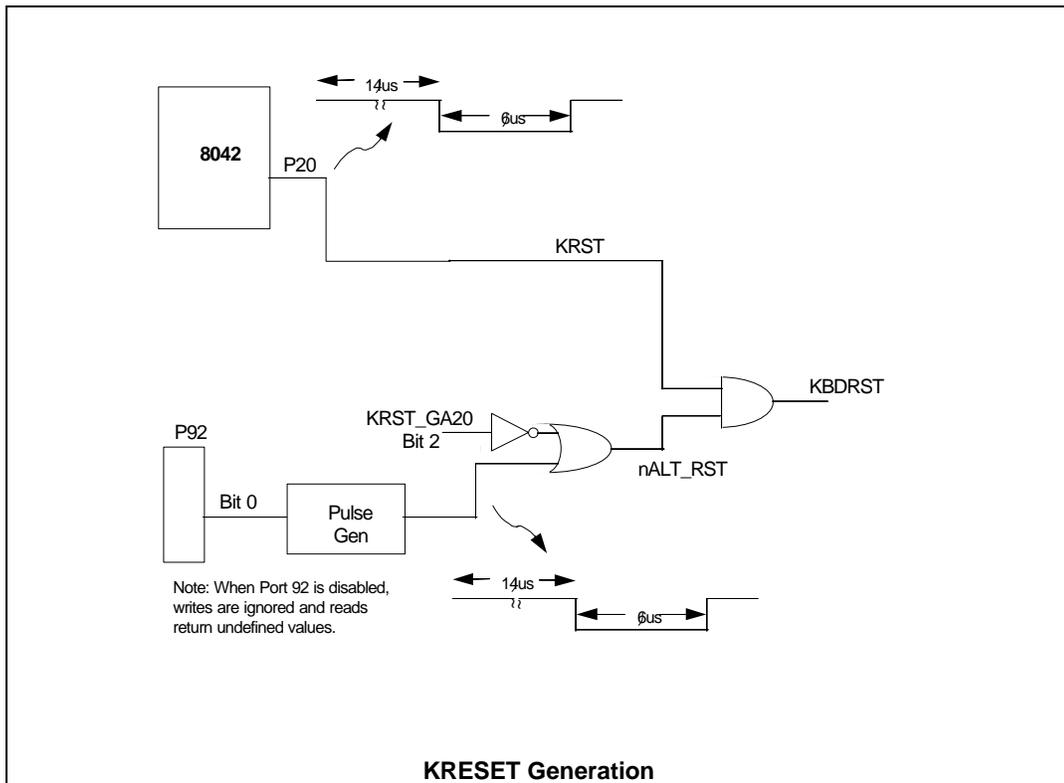 14us
6us
8042
P20
KRST
KBDRST
KRST_GA20
Bit 2
nALT_RST
P92
Bit 0
Pulse
Gen
14us
6us
Note: When Port 92 is disabled,
writes are ignored and reads
return undefined values.
KRESET Generation